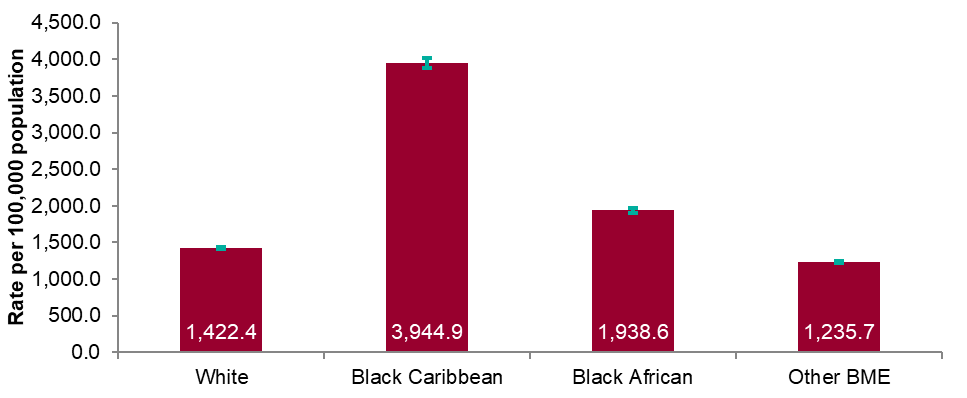 Rate per 100,000 population
4,500.0
4,000.0
3,500.0
3,000.0
2,500.0
2,000.0
1,500.0
1,000.0
500.0
0.0
1,422.4
3,944.9
1,938.6
1,235.7
White
Black Caribbean
Black African
Other BME